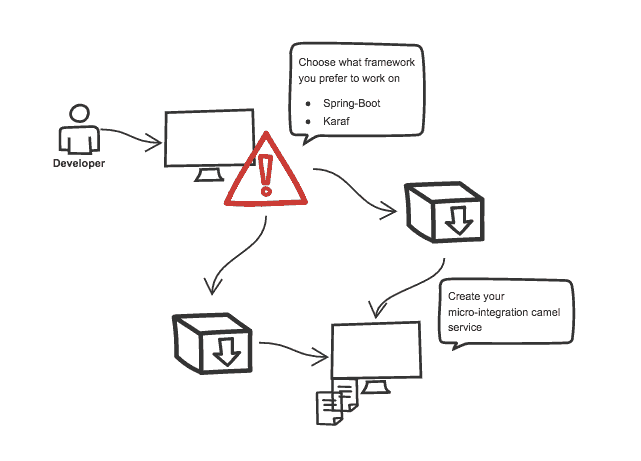 Choose what framework
you prefer to work on
• Spring-Boot
• Karaf
Developer
Create your
micro-integration camel
service